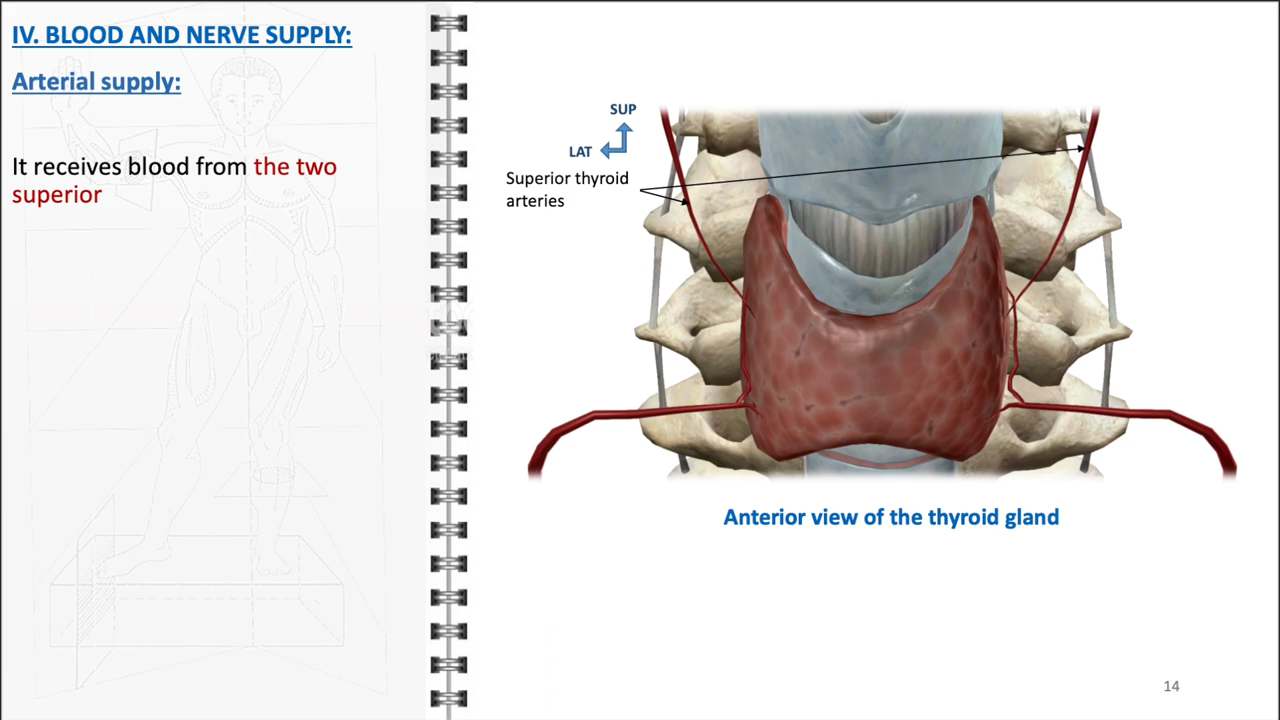 IV. BLOOD AND NERVE SUPPLY:
Arterial supply:
It receives blood from the two
superior
SUP
LAT
Superior thyroid
arteries
Anterior view of the thyroid gland
14